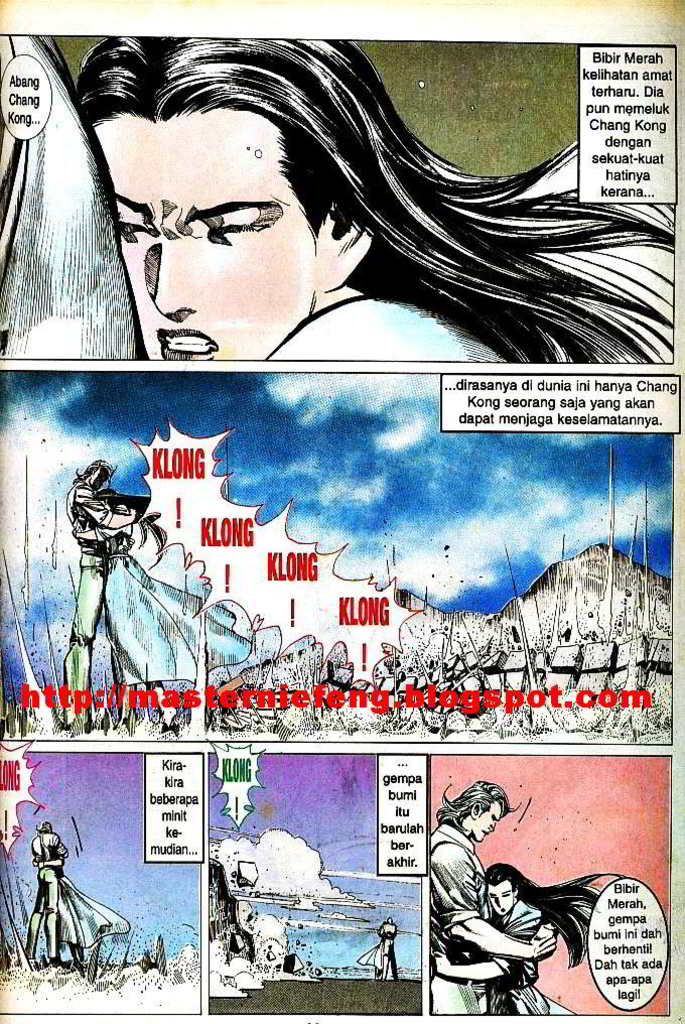 Abang
Chang
Kong...
Bibir Merah
kelihatan amat
terharu. Dia
pun memeluk
Chang Kong
dengan
sekuat-kuat
hatinya
kerana...
...dirasanya di dunia ini hanya Chang
Kong seorang saja yang akan
dapat menjaga keselamatannya.
KLONG
!
KLONG
!
KLONG
!
KLONG
!
http://masterniefeng.blogspot.com
LONG
!
Kira-
kira
beberapa
minit
ke-
mudian...
KLONG
!
...
gempa
bumi
itu
barulah
ber-
akhir.
Bibir
Merah,
gempa
bumi ini dah
berhenti!
Dah tak ada
apa-apa
lagi!